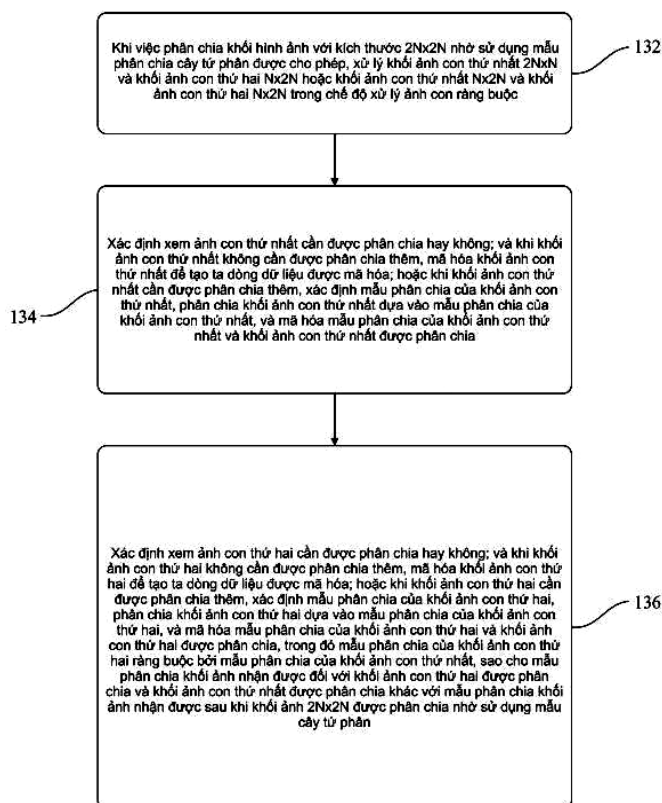 Khi việc phân chia khối hình ảnh với kích thước 2Nx2N nhờ sử dụng mẫu
phân chia cây tứ phân được cho phép, xử lý khối ảnh con thứ nhất 2NxN
và khối ảnh con thứ hai Nx2N hoặc khối ảnh con thứ nhất Nx2N và khối
ảnh con thứ hai Nx2N trong chế độ xử lý ảnh con ràng buộc
132
Xác định xem ảnh con thứ nhất cần được phân chia hay không; và khi khối
ảnh con thứ nhất không cần được phân chia thêm, mã hóa khối ảnh con
thứ nhất để tạo ta dòng dữ liệu được mã hóa; hoặc khi khối ảnh con thứ
nhất cần được phân chia thêm, xác định mẫu phân chia của khối ảnh con
thứ nhất, phân chia khối ảnh con thứ nhất dựa vào mẫu phân chia của
khối ảnh con thứ nhất, và mã hóa mẫu phân chia của khối ảnh con thứ
nhất và khối ảnh con thứ nhất được phân chia
134
Xác định xem ảnh con thứ hai cần được phân chia hay không; và khi khối
ảnh con thứ hai không cần được phân chia thêm, mã hóa khối ảnh con thứ
hai để tạo ta dòng dữ liệu được mã hóa; hoặc khi khối ảnh con thứ hai cần
được phân chia thêm, xác định mẫu phân chia của khối ảnh con thứ hai,
phân chia khối ảnh con thứ hai dựa vào mẫu phân chia của khối ảnh con
thứ hai, và mã hóa mẫu phân chia của khối ảnh con thứ hai và khối ảnh
con thứ hai được phân chia, trong đó mẫu phân chia của khối ảnh con thứ
hai ràng buộc bởi mẫu phân chia của khối ảnh con thứ nhất, sao cho mẫu
phân chia khối ảnh nhận được đối với khối ảnh con thứ hai được phân
chia và khối ảnh con thứ nhất được phân chia khác với mẫu phân chia khối
ảnh nhận được sau khi khối ảnh 2Nx2N được phân chia nhờ sử dụng mẫu
cây tứ phân
136